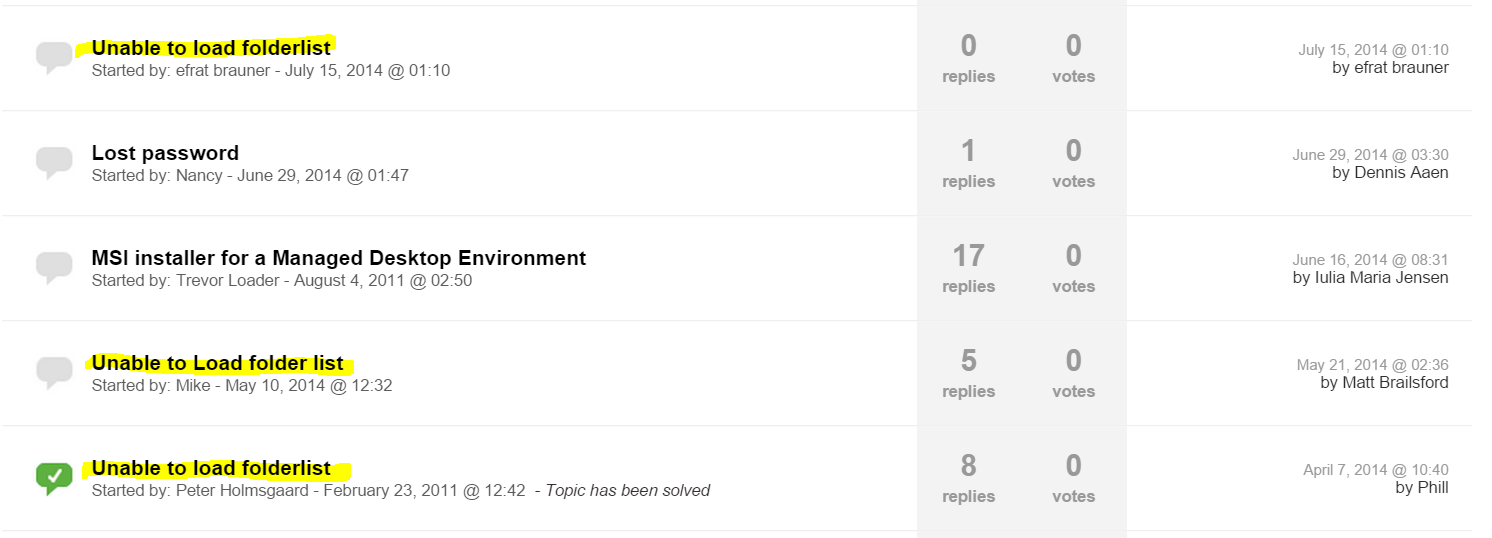 Unable to load folderlist
Started by: efrat brauner - July 15, 2014 @ 01:10
0 replies
0 votes
July 15, 2014 @ 01:10
by efrat brauner
Lost password
Started by: Nancy - June 29, 2014 @ 01:47
1 replies
0 votes
June 29, 2014 @ 03:30
by Dennis Aaen
MSI installer for a Managed Desktop Environment
Started by: Trevor Loader - August 4, 2011 @ 02:50
17 replies
0 votes
June 16, 2014 @ 08:31
by Iulia Maria Jensen
Unable to Load folder list
Started by: Mike - May 10, 2014 @ 12:32
5 replies
0 votes
May 21, 2014 @ 02:36
by Matt Brailsford
Unable to load folderlist
Started by: Peter Holmsgaard - February 23, 2011 @ 12:42 - Topic has been solved
8 replies
0 votes
April 7, 2014 @ 10:40
by Phill